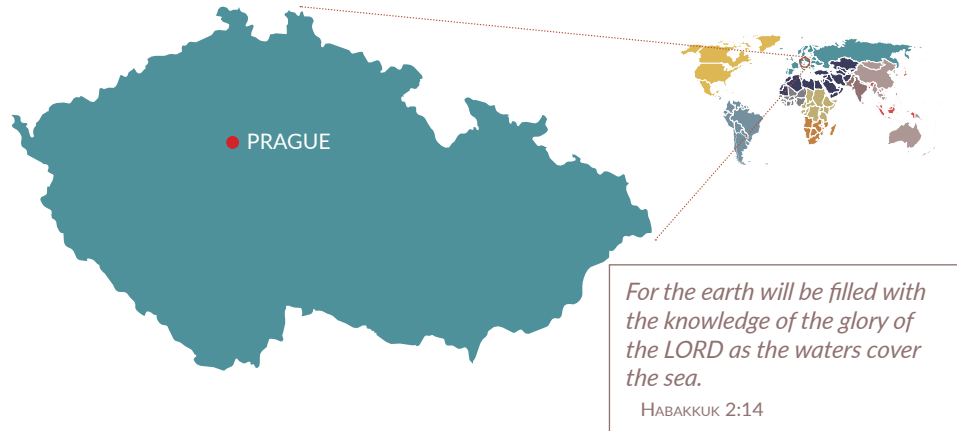 PRAGUE
For the earth will be filled with
the knowledge of the glory of
the LORD as the waters cover
the sea.
Habakkuk 2:14